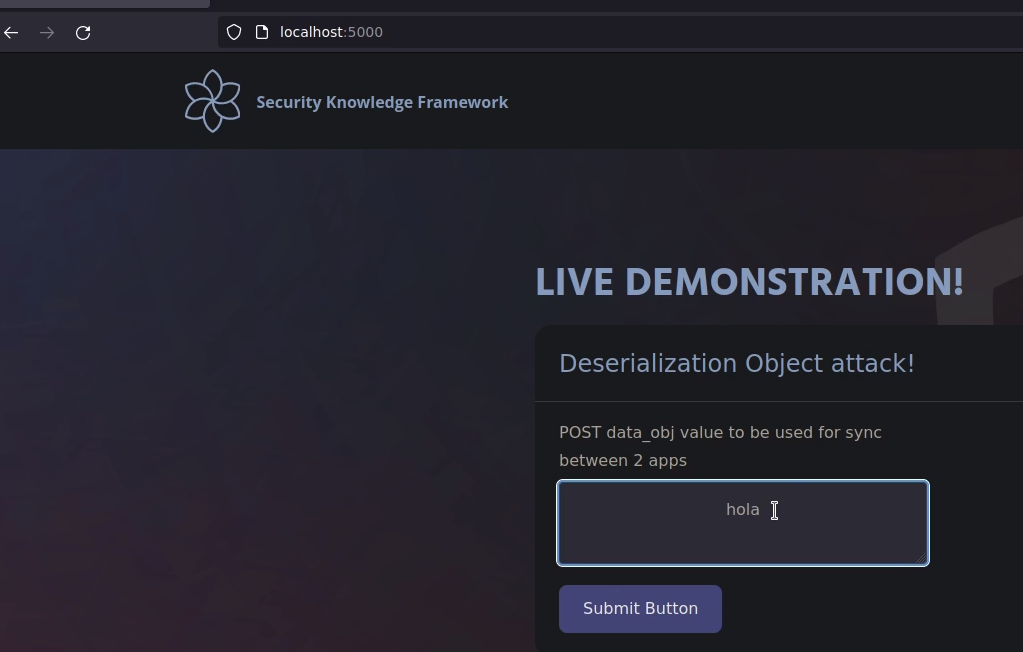 localhost:5000
Security Knowledge Framework
LIVE DEMONSTRATION!
Deserialization Object attack!
POST data_obj value to be used for sync
between 2 apps
hola
Submit Button